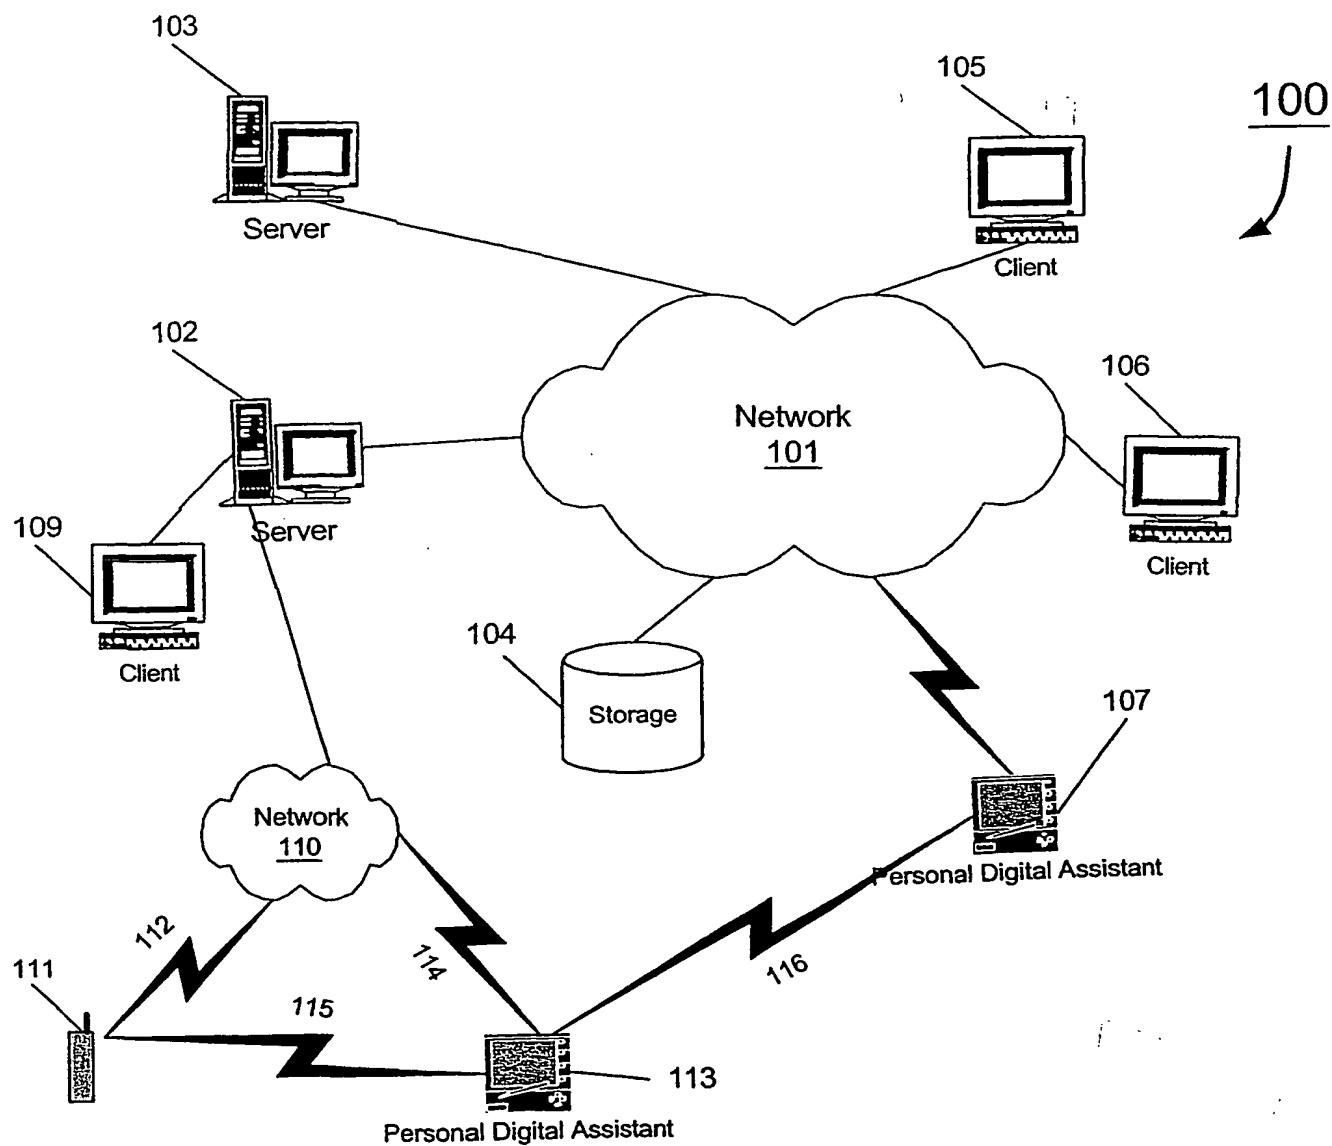 103
105
100
Server
Client
102
106
Network
101
109
Server
Client
Client
104
Storage
107
Network
110
Personal Digital Assistant
112
114
116
111
115
113
Personal Digital Assistant